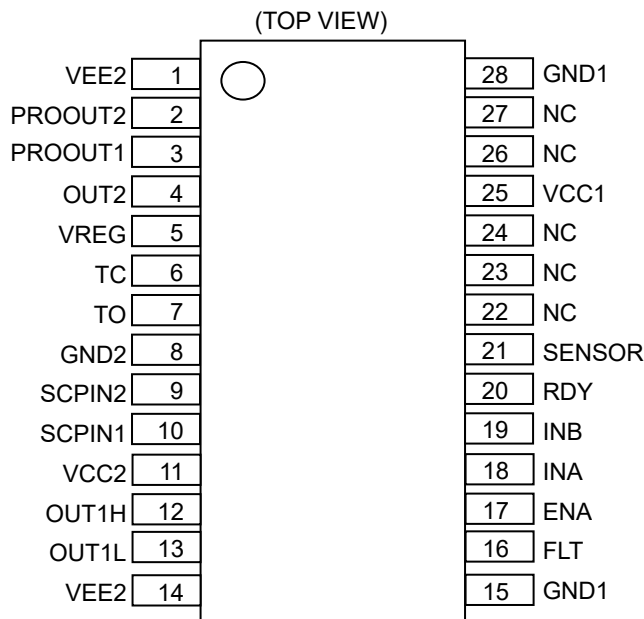 (TOP VIEW)
VEE2 1 28 GND1
PROOUT2 2 27 NC
PROOUT1 3 26 NC
OUT2 4 25 VCC1
VREG 5 24 NC
TC 6 23 NC
TO 7 22 NC
GND2 8 21 SENSOR
SCPIN2 9 20 RDY
SCPIN1 10 19 INB
VCC2 11 18 INA
OUT1H 12 17 ENA
OUT1L 13 16 FLT
VEE2 14 15 GND1